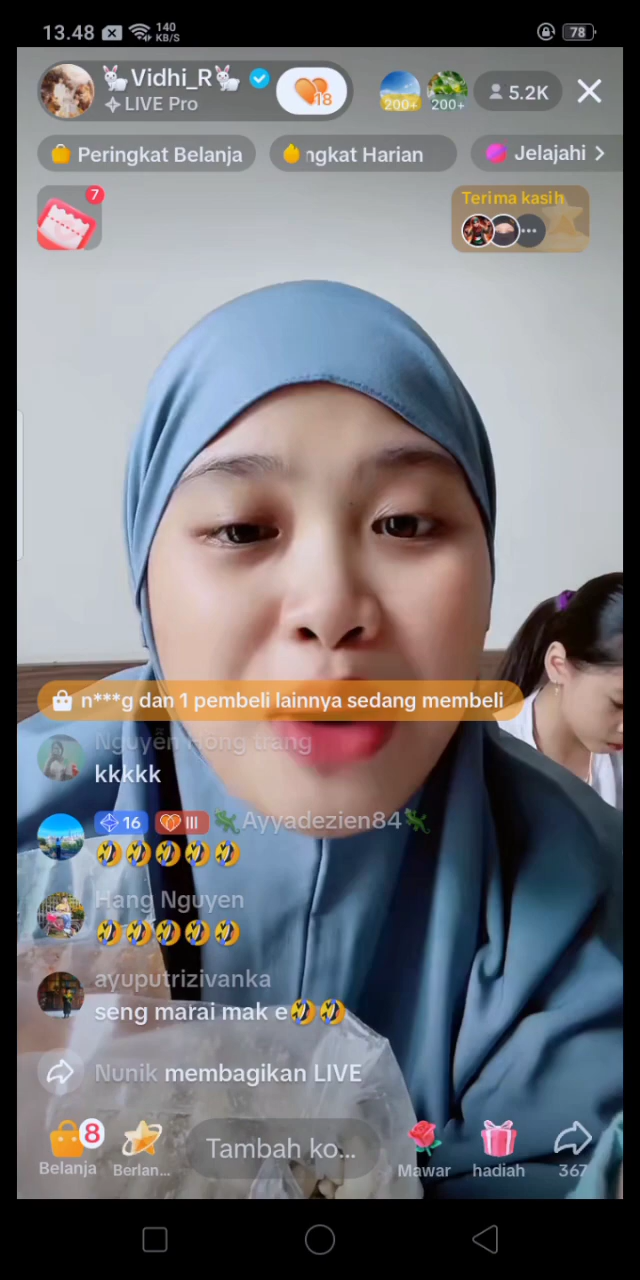 13.48
140
KB/S
78
Vidhi_R
LIVE Pro
18
200+
200+
5.2K
Peringkat Belanja
ngkat Harian
Jelajahi
7
Terima kasih
n***g dan 1 pembeli lainnya sedang membeli
Nguyễn Hồng trang
kkkkk
16
III
Ayyadezien84
🤣🤣🤣🤣🤣
Hang Nguyen
🤣🤣🤣🤣🤣
ayuputrizivanka
seng marai mak e🤣🤣
Nunik membagikan LIVE
8
Belanja
Berlan...
Tambah ko...
Mawar
hadiah
367